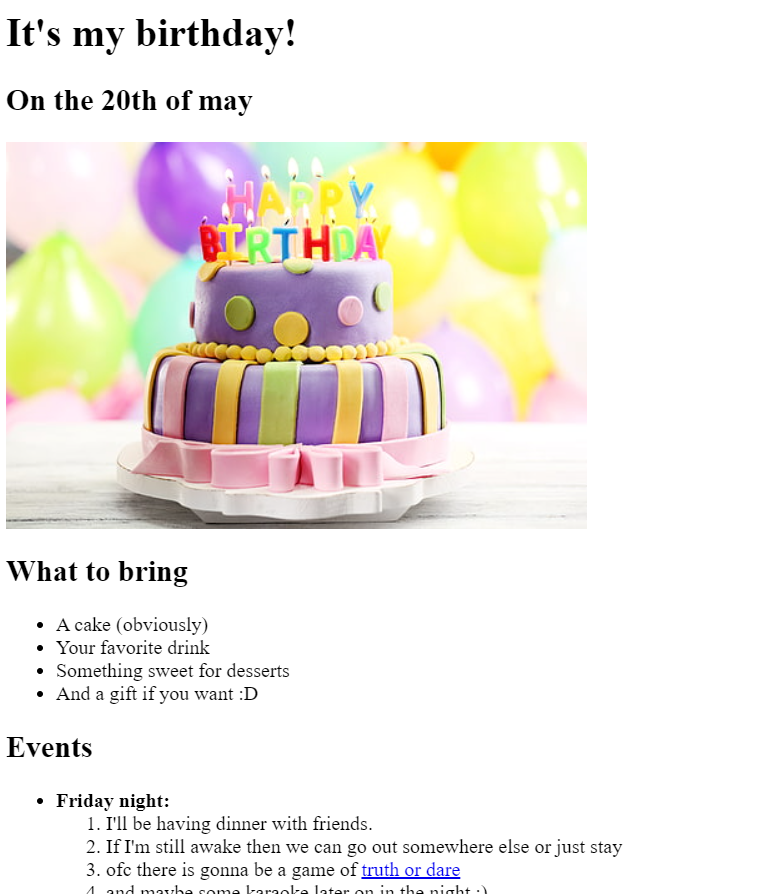 It's my birthday!
On the 20th of may
HAPPY
BIRTHDAY
What to bring
• A cake (obviously)
• Your favorite drink
• Something sweet for desserts
• And a gift if you want :D
Events
• Friday night:
1. I'll be having dinner with friends.
2. If I'm still awake then we can go out somewhere else or just stay
3. ofc there is gonna be a game of truth or dare
4. and maybe some karaoke later on in the night :)